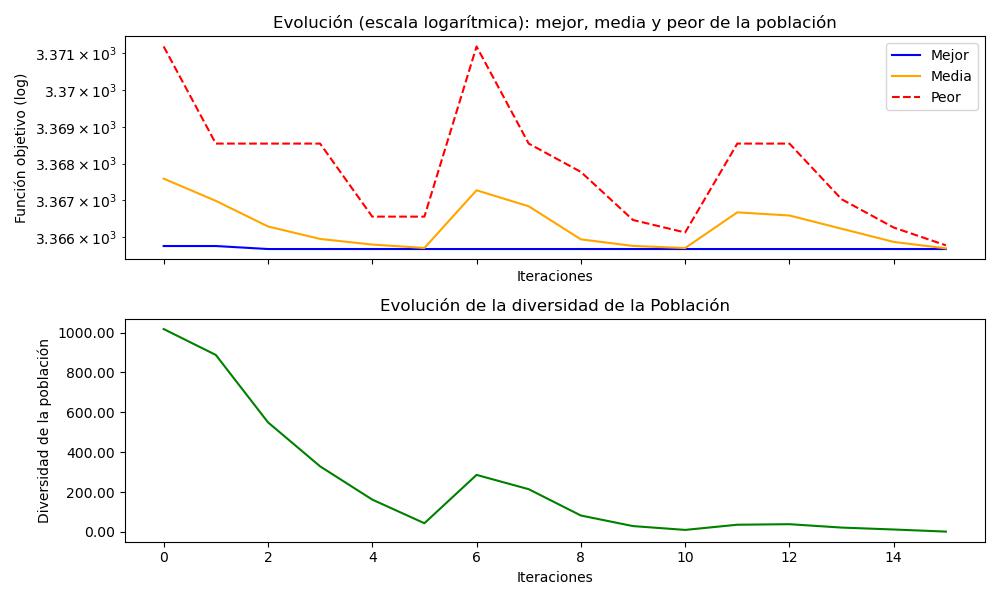 Evolución (escala logarítmica): mejor, media y peor de la población
3.371 × 10³
3.37 × 10³
3.369 × 10³
3.368 × 10³
3.367 × 10³
3.366 × 10³
Función objetivo (log)
Mejor
Media
Peor
Iteraciones
Evolución de la diversidad de la Población
1000.00
800.00
600.00
400.00
200.00
0.00
Diversidad de la población
0 2 4 6 8 10 12 14
Iteraciones